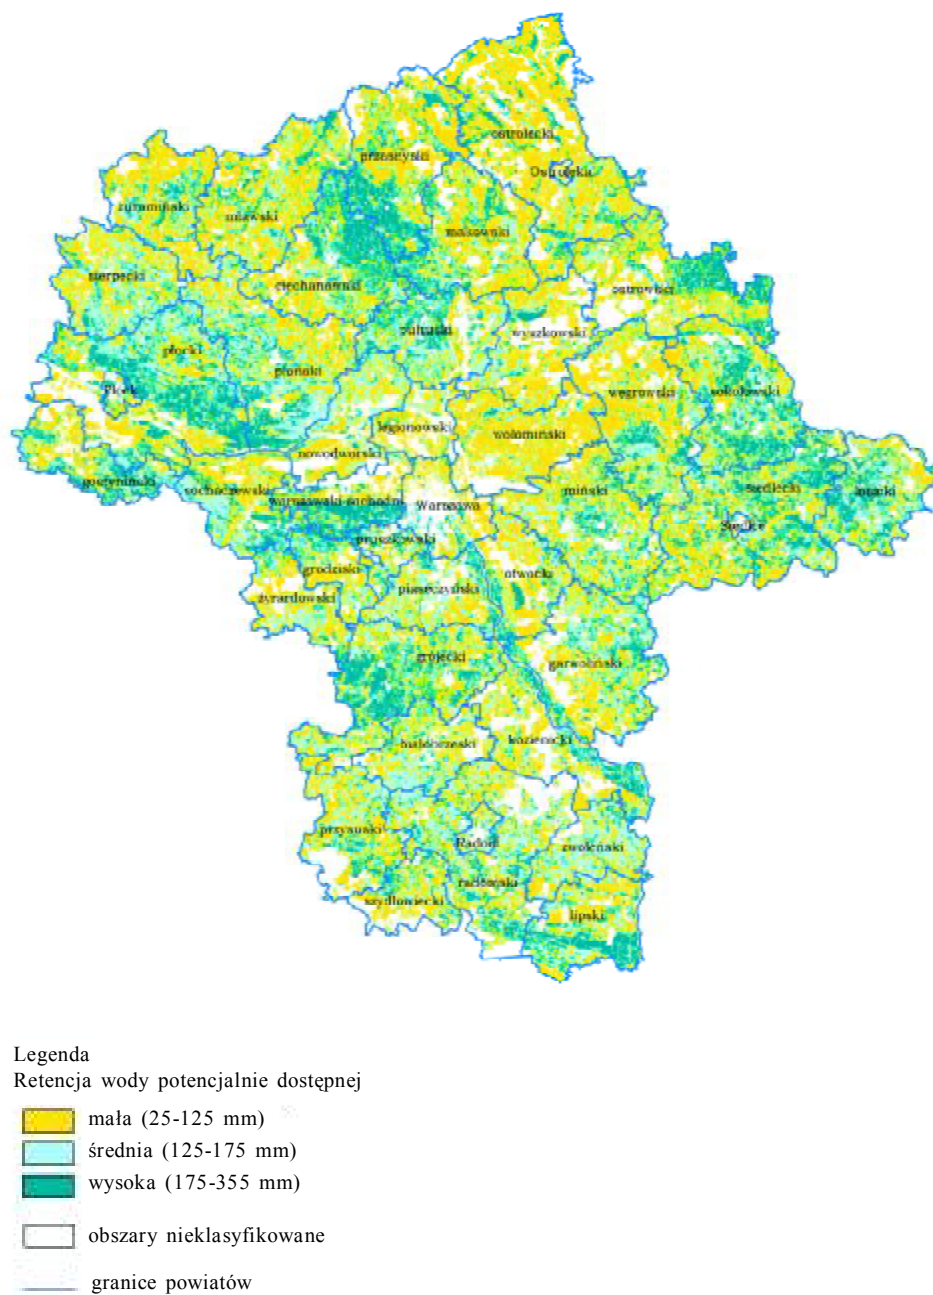 ostrołęcki
przasnyski
Ostrołęka
żuromiński
mławski
makowski
sierpecki
ciechanowski
ostrowski
pułtuski
wyszkowski
płocki
płoński
Płock
węgrowski
sokołowski
legionowski
wołomiński
nowodworski
gostyniński
sochaczewski
warszawski-zachodni
Warszawa
miński
siedlecki
łosicki
Siedlce
pruszkowski
grodziski
piaseczyński
otwocki
żyrardowski
grójecki
garwoliński
białobrzeski
kozienicki
przysuski
Radom
zwoleński
radomski
szydłowiecki
lipski
Legenda
Retencja wody potencjalnie dostępnej
mała (25-125 mm)
średnia (125-175 mm)
wysoka (175-355 mm)
obszary nieklasyfikowane
granice powiatów